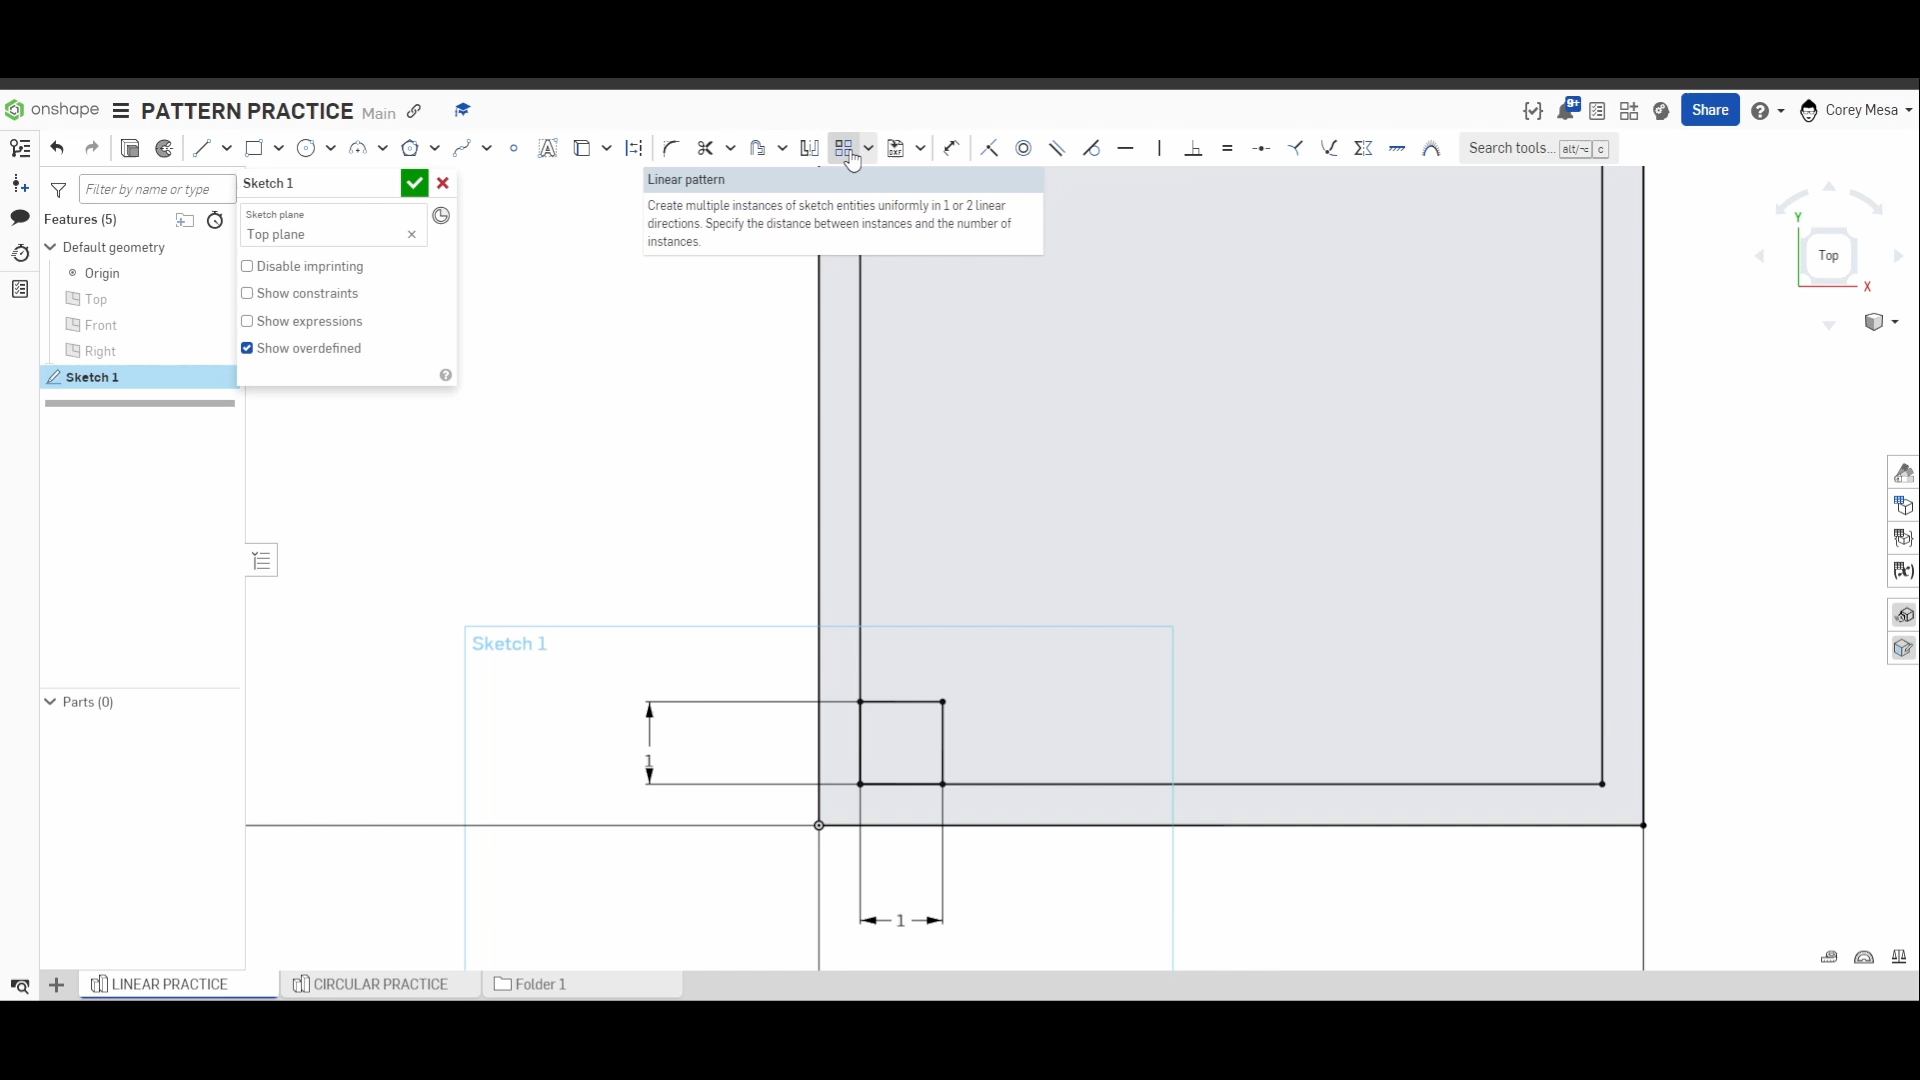 onshape PATTERN PRACTICE Main
9+ Share Corey Mesa
Search tools... alt/⌥ c
Filter by name or type
Features (5)
Default geometry
Origin
Top
Front
Right
Sketch 1
Parts (0)
Sketch 1
Sketch plane
Top plane
Disable imprinting
Show constraints
Show expressions
Show overdefined
Linear pattern
Create multiple instances of sketch entities uniformly in 1 or 2 linear
directions. Specify the distance between instances and the number of
instances.
Y
Top
X
Sketch 1
1
1
LINEAR PRACTICE CIRCULAR PRACTICE Folder 1